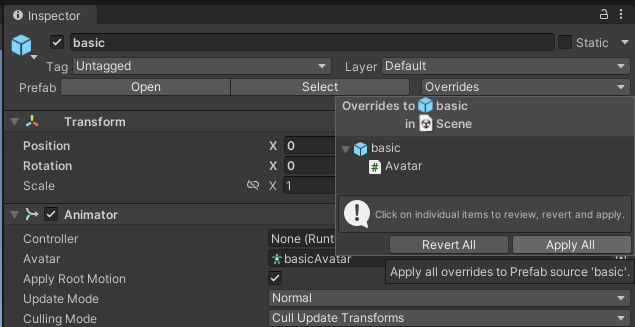 Inspector
basic Static
Tag Untagged Layer Default
Prefab Open Select Overrides
Overrides to basic
in Scene
Transform
Position X 0
Rotation X 0
Scale X 1
basic
Avatar
Click on individual items to review, revert and apply.
Revert All Apply All
Animator
Controller None (Runt
Avatar basicAvatar
Apply all overrides to Prefab source 'basic'.
Apply Root Motion
Update Mode Normal
Culling Mode Cull Update Transforms